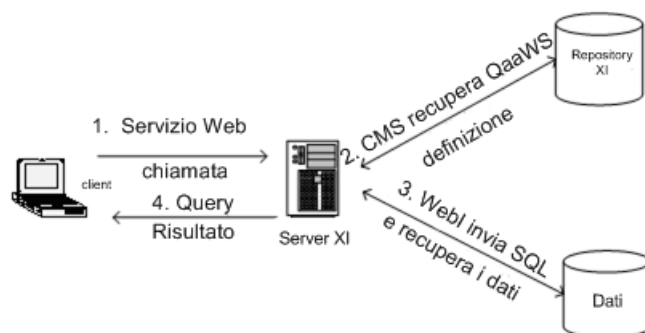 1. Servizio Web
chiamata
client
4. Query
Risultato
Server XI
2. CMS recupera QaaWS
definizione
Repository
XI
3. WebI invia SQL
e recupera i dati
Dati